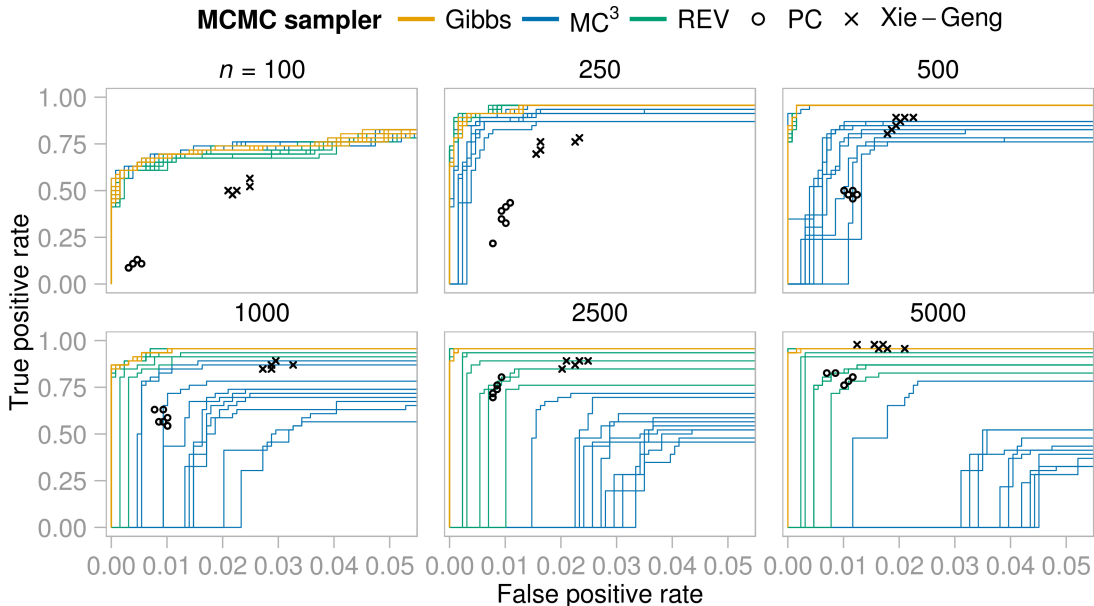 MCMC sampler Gibbs MC³ REV PC Xie–Geng
n = 100 250 500
1.00
0.75
0.50
0.25
0.00
1000 2500 5000
1.00
0.75
0.50
0.25
0.00
0.00 0.01 0.02 0.03 0.04 0.05 0.00 0.01 0.02 0.03 0.04 0.05 0.00 0.01 0.02 0.03 0.04 0.05
False positive rate
True positive rate